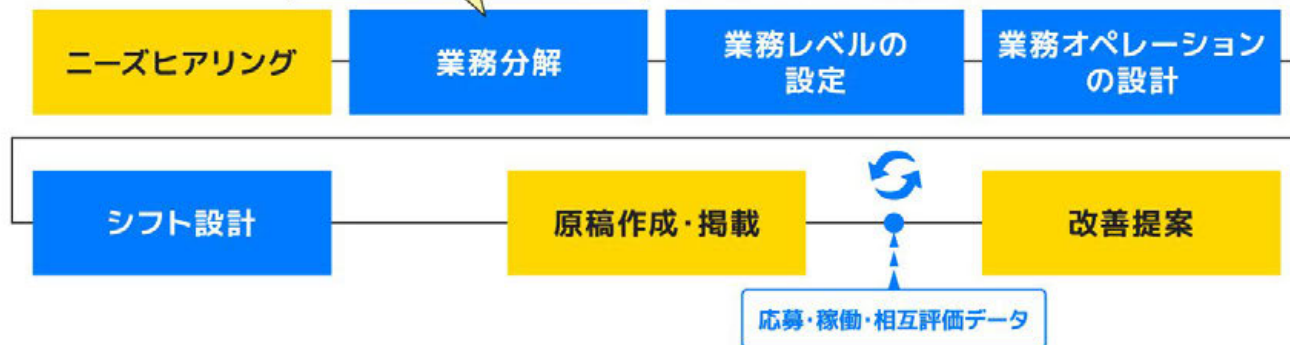 ニーズヒアリング
業務分解
業務レベルの
設定
業務オペレーション
の設計
シフト設計
原稿作成・掲載
改善提案
応募・稼働・相互評価データ